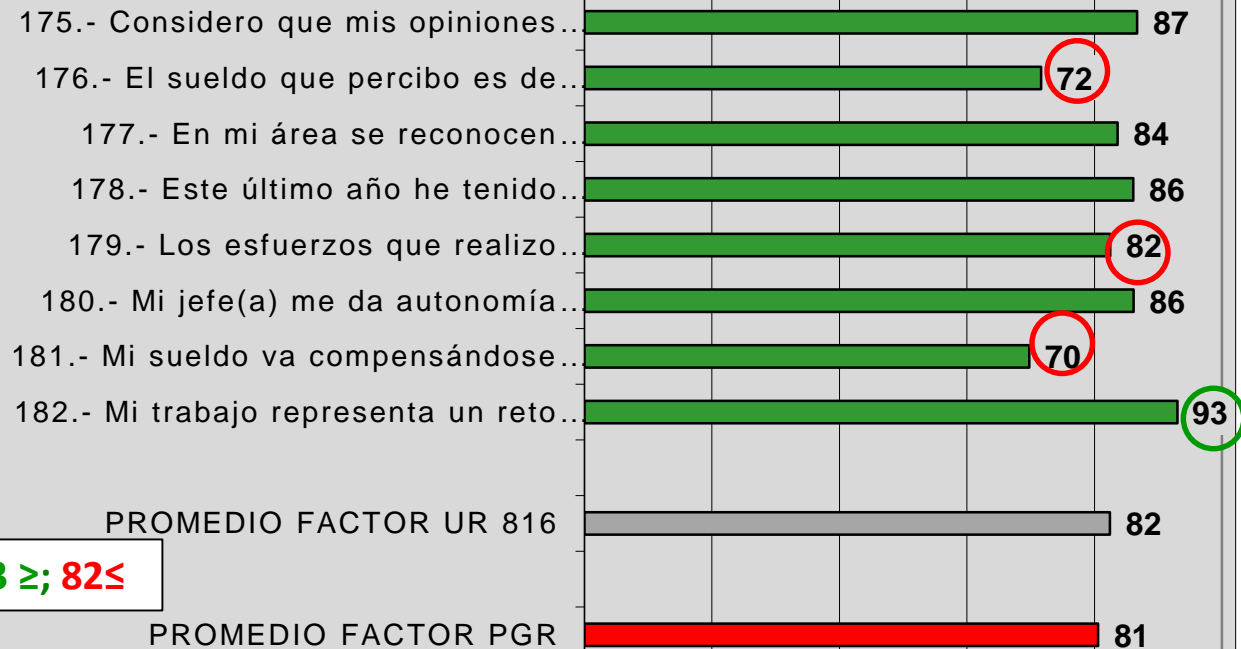 175.- Considero que mis opiniones... 87
176.- El sueldo que percibo es de... 72
177.- En mi área se reconocen... 84
178.- Este último año he tenido... 86
179.- Los esfuerzos que realizo... 82
180.- Mi jefe(a) me da autonomía... 86
181.- Mi sueldo va compensándose... 70
182.- Mi trabajo representa un reto... 93
PROMEDIO FACTOR UR 816 82
≥; 82≤
PROMEDIO FACTOR PGR 81